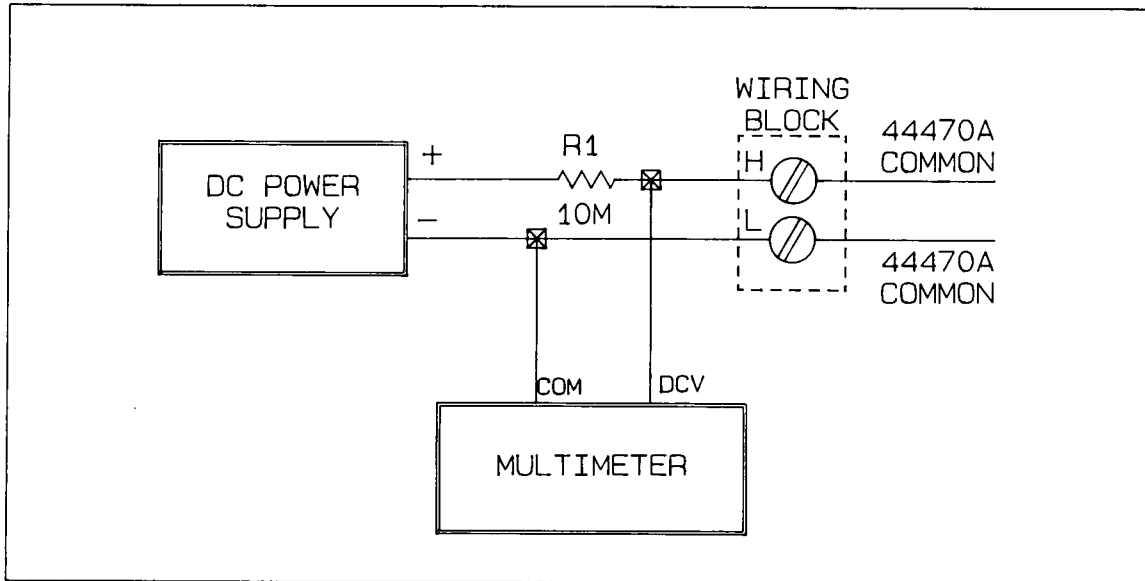 WIRING
BLOCK
44470A
COMMON
+
R1
H
DC POWER
SUPPLY
-
10M
L
44470A
COMMON
COM
DCV
MULTIMETER